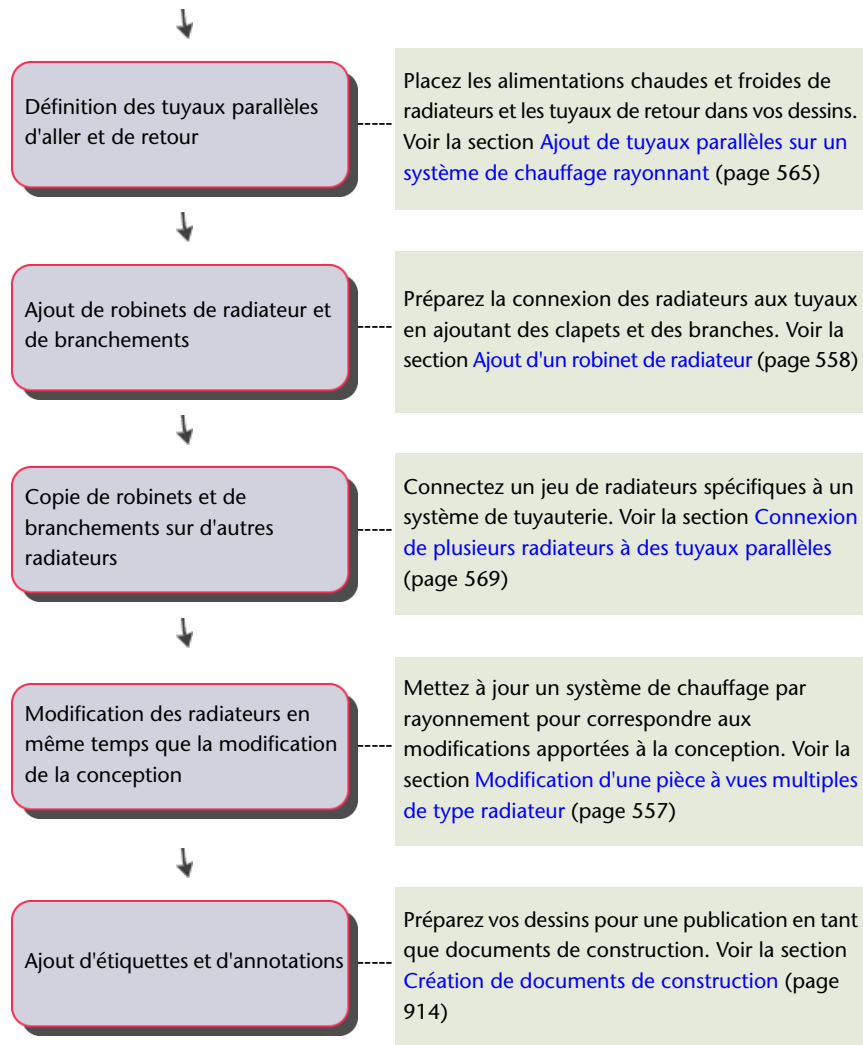 Définition des tuyaux parallèles
d'aller et de retour
Placez les alimentations chaudes et froides de
radiateurs et les tuyaux de retour dans vos dessins.
Voir la section Ajout de tuyaux parallèles sur un
système de chauffage rayonnant (page 565)
Ajout de robinets de radiateur et
de branchements
Préparez la connexion des radiateurs aux tuyaux
en ajoutant des clapets et des branches. Voir la
section Ajout d'un robinet de radiateur (page 558)
Copie de robinets et de
branchements sur d'autres
radiateurs
Connectez un jeu de radiateurs spécifiques à un
système de tuyauterie. Voir la section Connexion
de plusieurs radiateurs à des tuyaux parallèles
(page 569)
Modification des radiateurs en
même temps que la modification
de la conception
Mettez à jour un système de chauffage par
rayonnement pour correspondre aux
modifications apportées à la conception. Voir la
section Modification d'une pièce à vues multiples
de type radiateur (page 557)
Ajout d'étiquettes et d'annotations
Préparez vos dessins pour une publication en tant
que documents de construction. Voir la section
Création de documents de construction (page
914)